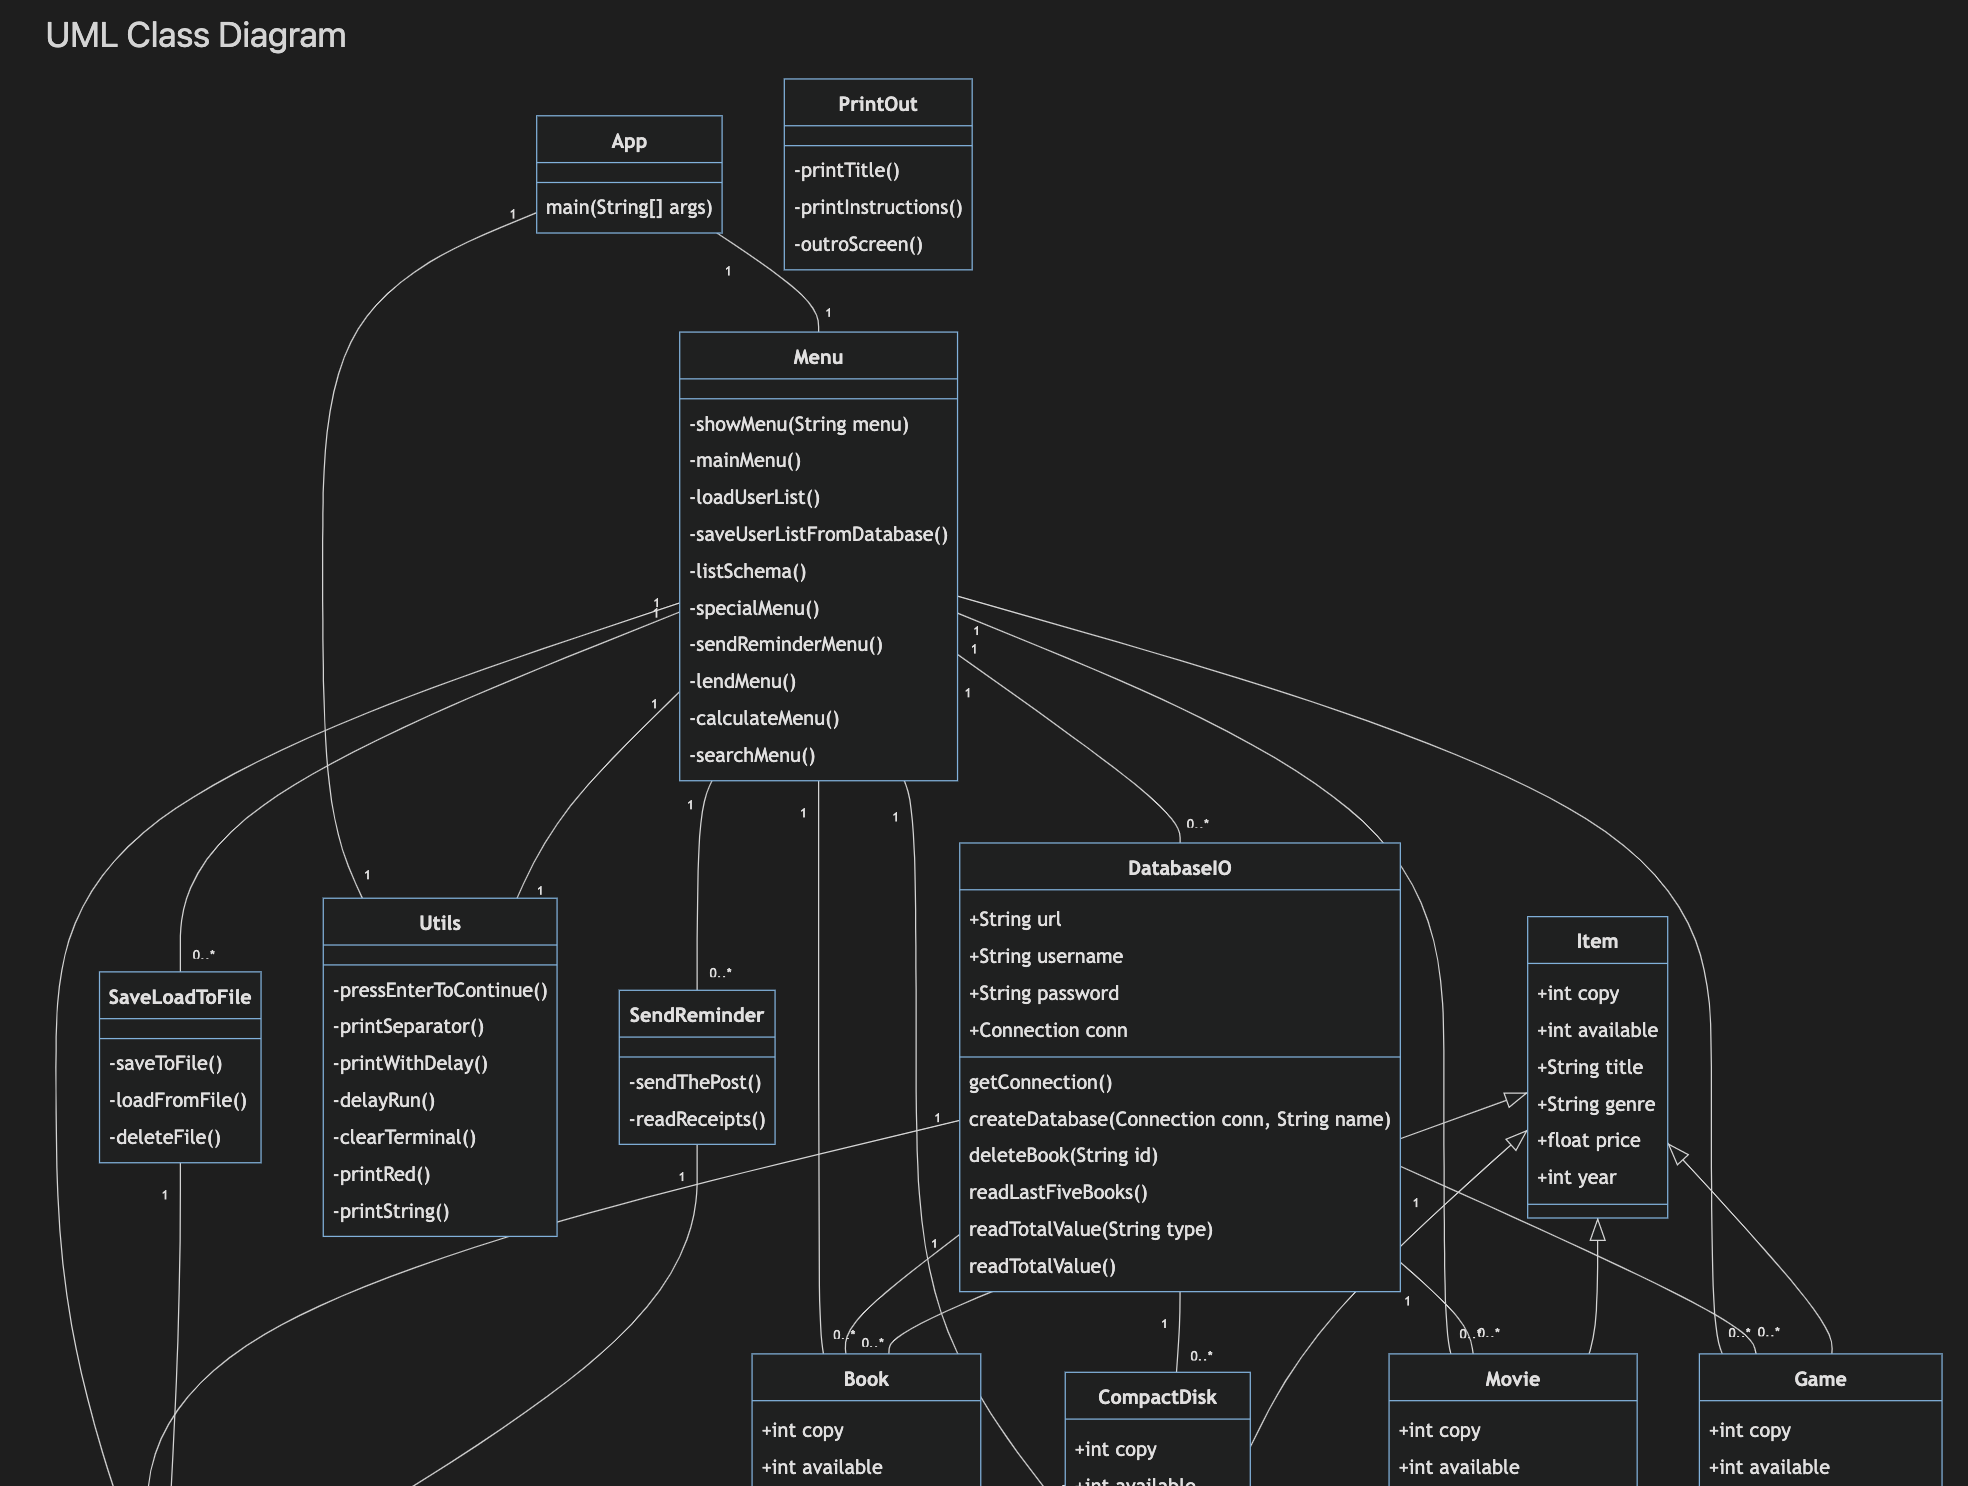 UML Class Diagram
PrintOut
-printTitle()
-printInstructions()
-outroScreen()
App
main(String[] args)
1
1
1
Menu
-showMenu(String menu)
-mainMenu()
-loadUserList()
-saveUserListFromDatabase()
-listSchema()
-specialMenu()
-sendReminderMenu()
-lendMenu()
-calculateMenu()
-searchMenu()
1
1
1
1
1
1
1
1
1
0..*
DatabaseIO
+String url
+String username
+String password
+Connection conn
getConnection()
createDatabase(Connection conn, String name)
deleteBook(String id)
readLastFiveBooks()
readTotalValue(String type)
readTotalValue()
1
1
Utils
-pressEnterToContinue()
-printSeparator()
-printWithDelay()
-delayRun()
-clearTerminal()
-printRed()
-printString()
0..*
SaveLoadToFile
-saveToFile()
-loadFromFile()
-deleteFile()
1
0..*
SendReminder
-sendThePost()
-readReceipts()
1
Item
+int copy
+int available
+String title
+String genre
+float price
+int year
1
1
1
1
1
0..*
0..*
Book
+int copy
+int available
0..*
CompactDisk
+int copy
+int available
0..*
0..*
Movie
+int copy
+int available
0..*
0..*
Game
+int copy
+int available